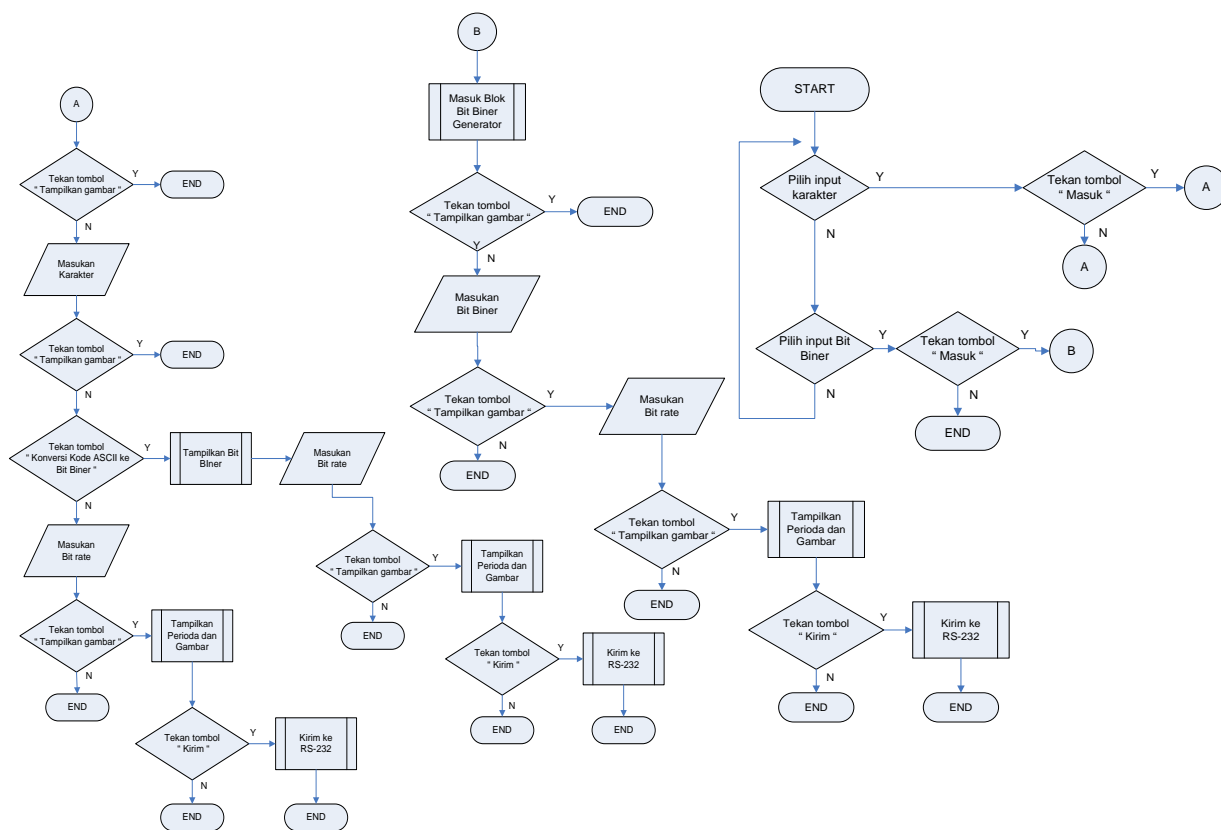 A
Tekan tombol
“ Tampilkan gambar “
Y
END
N
Masukan
Karakter
Tekan tombol
“ Tampilkan gambar “
Y
END
N
Tekan tombol
“ Konversi Kode ASCII ke
Bit Biner “
Y
Tampilkan Bit
BIner
Masukan
Bit rate
N
Masukan
Bit rate
Tekan tombol
“ Tampilkan gambar “
Y
Tampilkan
Perioda dan
Gambar
N
END
Tekan tombol
“ Kirim “
Y
Kirim ke
RS-232
N
END
END
Tekan tombol
“ Tampilkan gambar “
Y
Tampilkan
Perioda dan
Gambar
N
END
Tekan tombol
“ Kirim “
Y
Kirim ke
RS-232
N
END
END
B
Masuk Blok
Bit Biner
Generator
Tekan tombol
“ Tampilkan gambar “
Y
Y
END
N
Masukan
Bit Biner
Tekan tombol
“ Tampilkan gambar “
Y
Masukan
Bit rate
N
END
Tekan tombol
“ Tampilkan gambar “
Y
Tampilkan
Perioda dan
Gambar
N
END
Tekan tombol
“ Kirim “
Y
Kirim ke
RS-232
N
END
END
START
Pilih input
karakter
Y
Tekan tombol
“ Masuk “
Y
A
N
A
N
Pilih input Bit
Biner
Y
Tekan tombol
“ Masuk “
Y
B
N
N
END